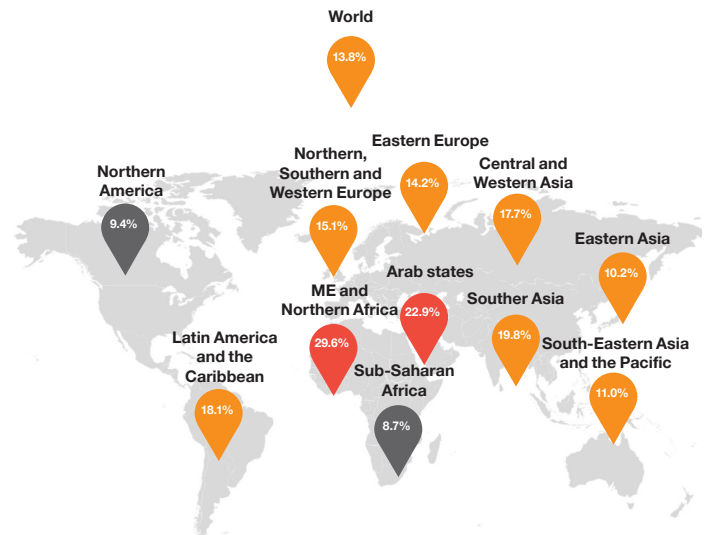 World
13.8%
Eastern Europe
14.2%
Northern,
Southern and
Western Europe
15.1%
Central and
Western Asia
17.7%
Northern
America
9.4%
Eastern Asia
10.2%
Arab states
22.9%
ME and
Northern Africa
29.6%
Souther Asia
19.8%
South-Eastern Asia
and the Pacific
11.0%
Latin America
and the
Caribbean
18.1%
Sub-Saharan
Africa
8.7%